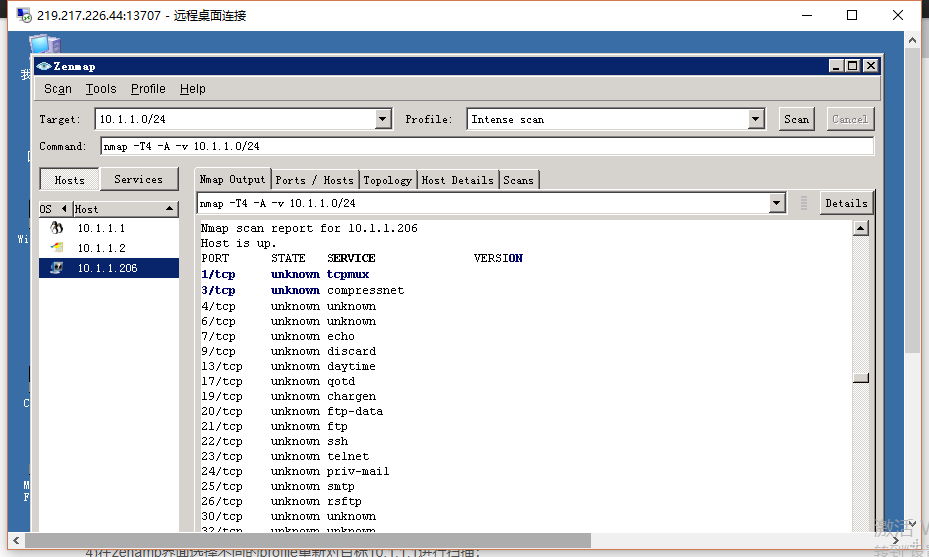 219.217.226.44:13707 - 远程桌面连接
Zenmap
Scan Tools Profile Help
Target: 10.1.1.0/24 Profile: Intense scan Scan Cancel
Command: nmap -T4 -A -v 10.1.1.0/24
Hosts Services Nmap Output Ports / Hosts Topology Host Details Scans
OS Host nmap -T4 -A -v 10.1.1.0/24 Details
10.1.1.1
10.1.1.2
10.1.1.206
Nmap scan report for 10.1.1.206
Host is up.
PORT STATE SERVICE VERSION
1/tcp unknown tcpmux
3/tcp unknown compressnet
4/tcp unknown unknown
6/tcp unknown unknown
7/tcp unknown echo
9/tcp unknown discard
13/tcp unknown daytime
17/tcp unknown qotd
19/tcp unknown chargen
20/tcp unknown ftp-data
21/tcp unknown ftp
22/tcp unknown ssh
23/tcp unknown telnet
24/tcp unknown priv-mail
25/tcp unknown smtp
26/tcp unknown rsftp
30/tcp unknown unknown
32/tcp unknown unknown
我
Wi
C
M
F
激活 W
4)在zenamp界面选择不同的profile重新对目标10.1.1.1进行扫描;